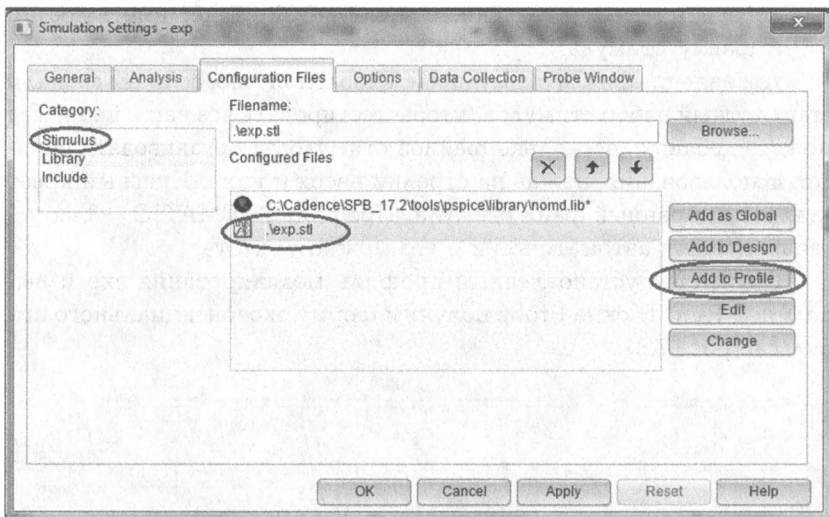 Simulation Settings - exp
General Analysis Configuration Files Options Data Collection Probe Window
Category:
Stimulus
Library
Include
Filename:
.\exp.stl
Browse...
Configured Files
C:\Cadence\SPB_17.2\tools\pspice\library\nomd.lib*
.\exp.stl
Add as Global
Add to Design
Add to Profile
Edit
Change
OK Cancel Apply Reset Help